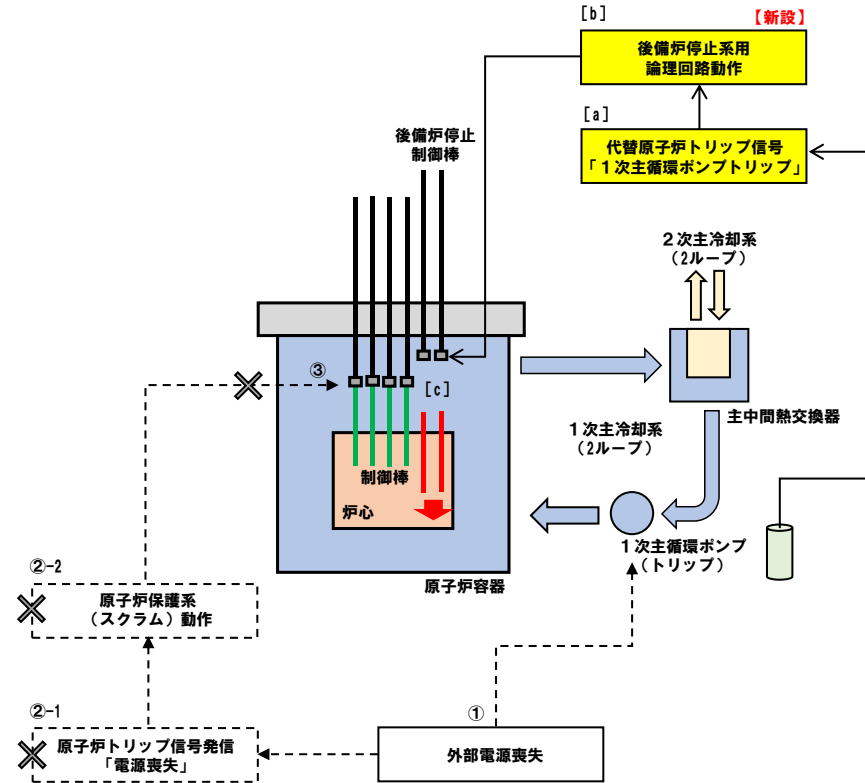 [b]
【新設】
後備炉停止系用
論理回路動作
[a]
代替原子炉トリップ信号
「１次主循環ポンプトリップ」
後備炉停止
制御棒
２次主冷却系
（2ループ）
③
[c]
主中間熱交換器
１次主冷却系
（2ループ）
制御棒
炉心
１次主循環ポンプ
（トリップ）
原子炉容器
②-2
原子炉保護系
（スクラム）動作
②-1
原子炉トリップ信号発信
「電源喪失」
①
外部電源喪失